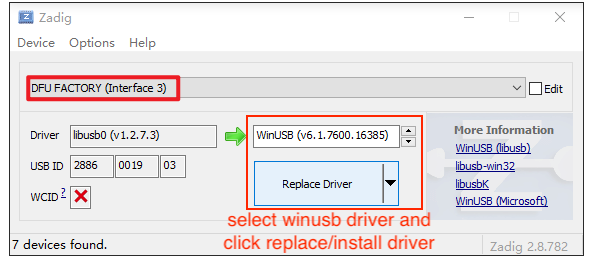 Zadig
Device Options Help
DFU FACTORY (Interface 3)
Edit
Driver libusb0 (v1.2.7.3) WinUSB (v6.1.7600.16385)
USB ID 2886 0019 03
WCID ?
Replace Driver
More Information
WinUSB (libusb)
libusb-win32
libusbK
WinUSB (Microsoft)
select winusb driver and
click replace/install driver
7 devices found.
Zadig 2.8.782